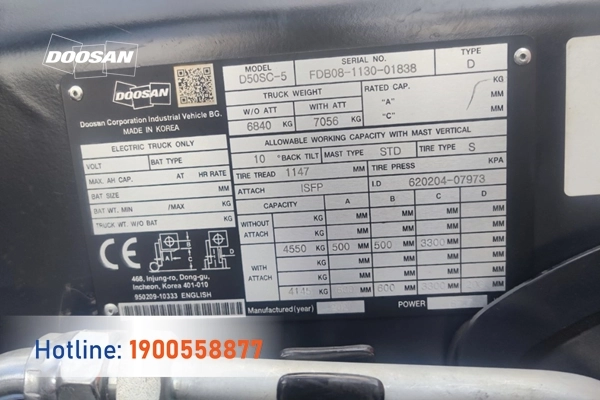 DOOSAN
DOOSAN
Doosan Corporation Industrial Vehicle BG.
MADE IN KOREA
MODEL
D50SC-5
SERIAL NO.
FDB08-1130-01838
TYPE
D
TRUCK WEIGHT
W/O ATT
6840 KG
WITH ATT
7056 KG
RATED CAP.
KG
"A" MM
"C" MM
ALLOWABLE WORKING CAPACITY WITH MAST VERTICAL
10 °BACK TILT
MAST TYPE STD
TIRE TYPE S
TIRE TREAD 1147 MM
TIRE PRESS KPA
ATTACH ISFP
I.D 620204-07973
CAPACITY A B C D
WITHOUT ATTACH
KG MM MM MM MM
4550 KG 500 MM 500 MM 3300 MM MM
WITH ATTACH
KG MM MM MM MM
KG MM 600 MM 3300 MM MM
Manufactured(year)
POWER
ELECTRIC TRUCK ONLY
VOLT BAT TYPE
MAX. AH CAP. AT HR RATE
BAT SIZE MM
BAT WT. MIN /MAX KG
TRUCK WT. W/O BAT KG
CE
A B C D
468, Injung-ro, Dong-gu,
Incheon, Korea 401-010
950209-10333 ENGLISH
Hotline: 1900558877